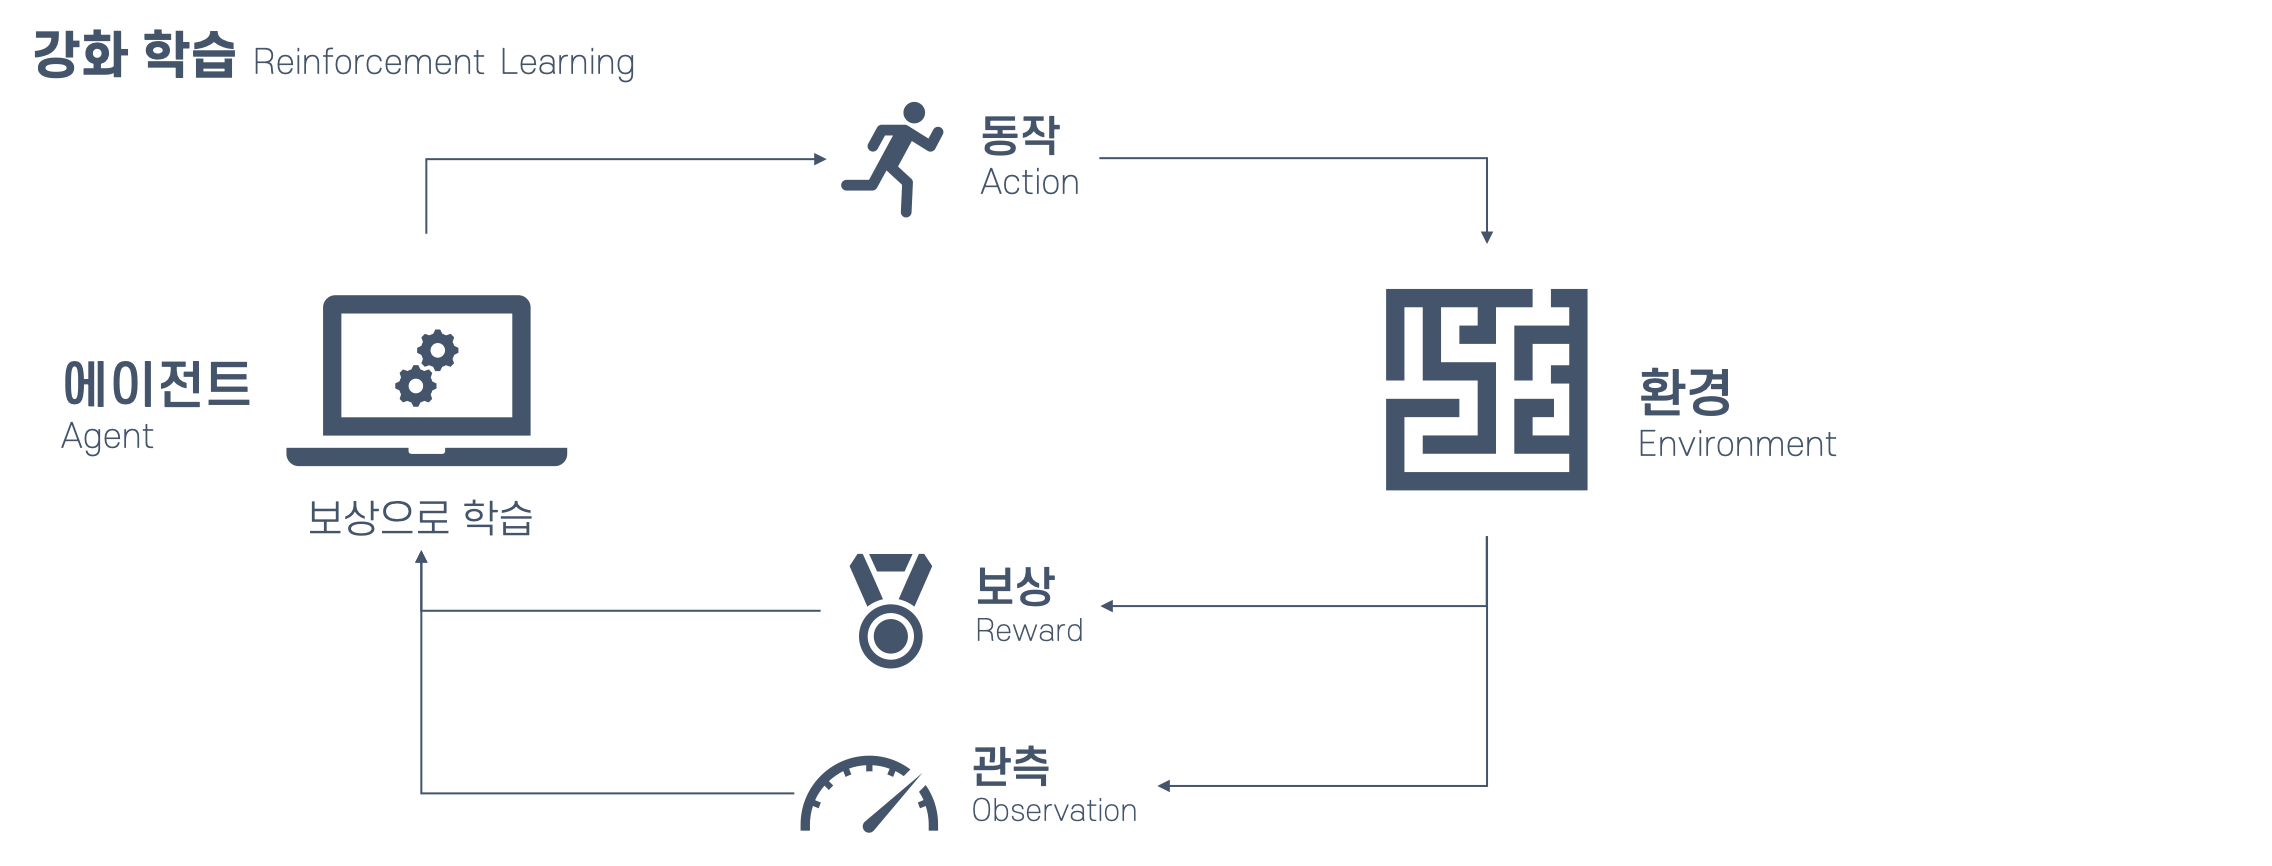 강화 학습 Reinforcement Learning
동작
Action
에이전트
Agent
환경
Environment
보상으로 학습
보상
Reward
관측
Observation